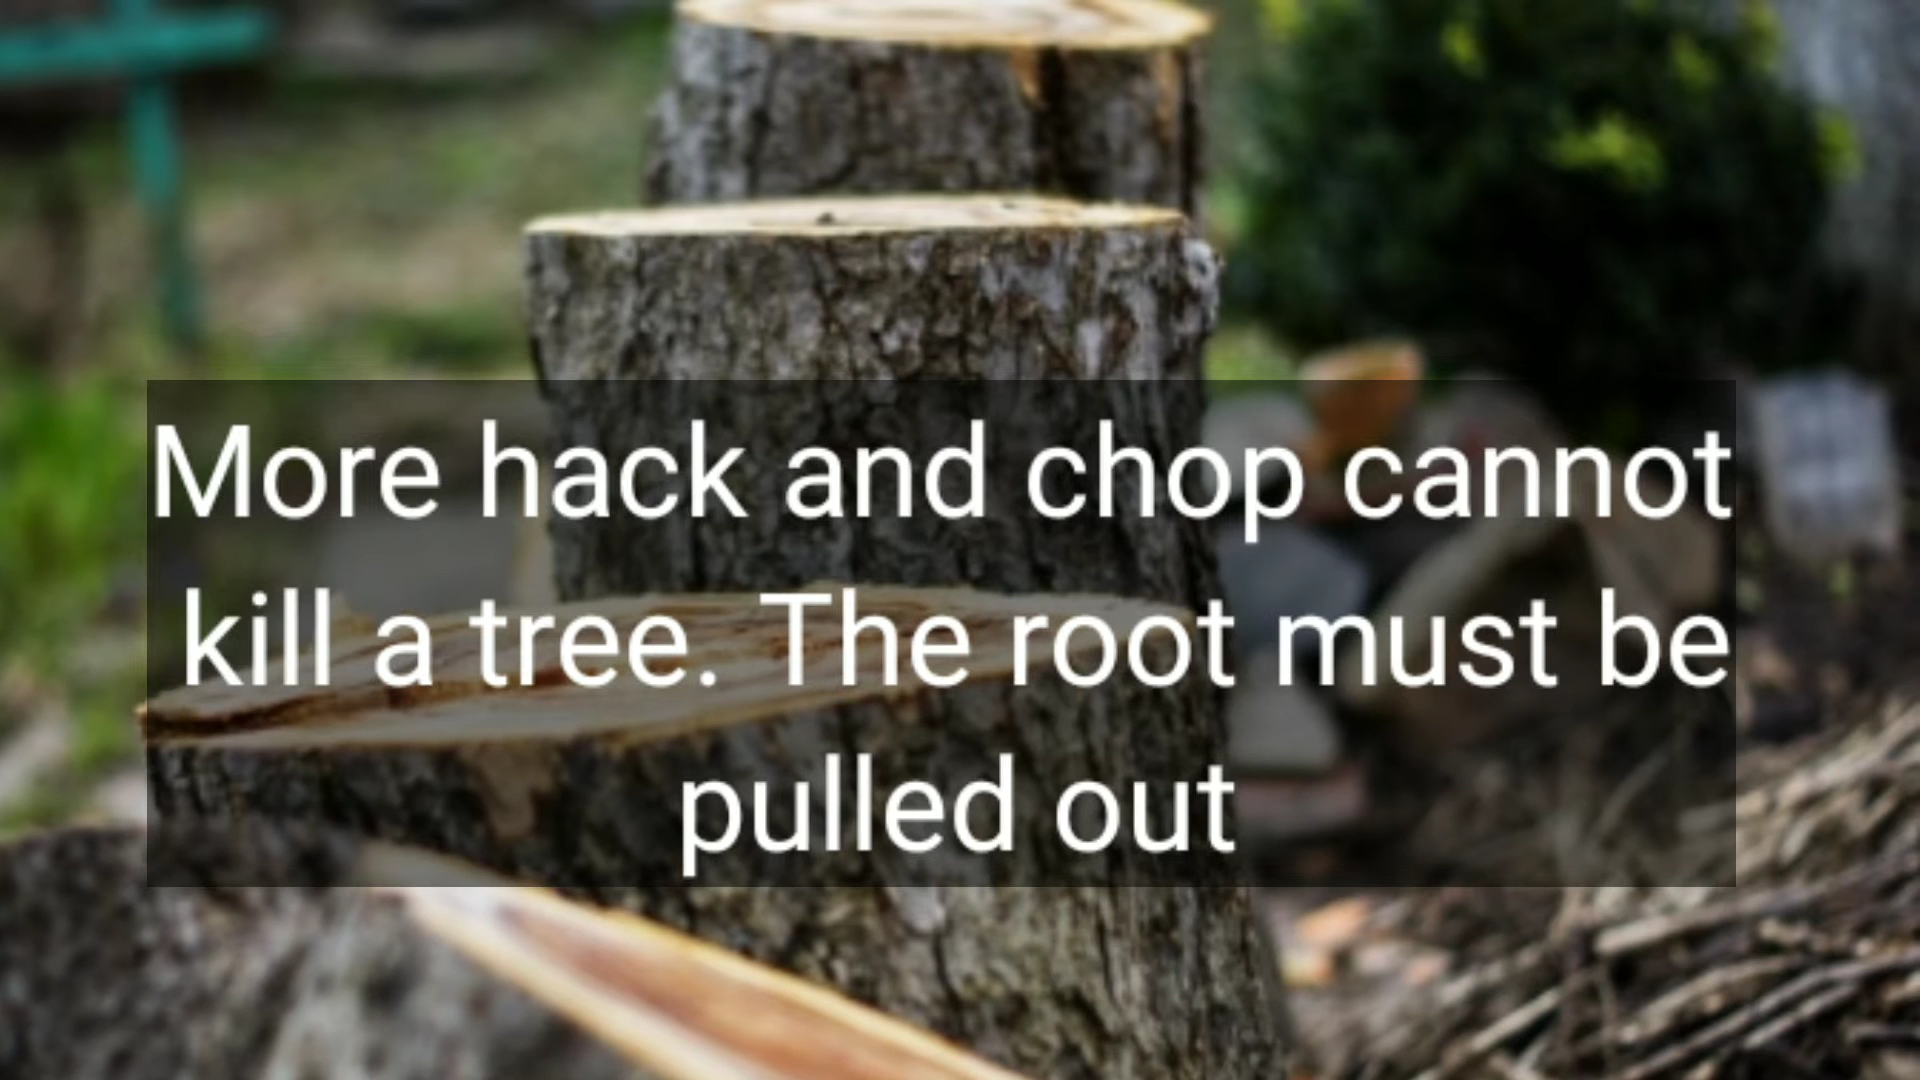 More hack and chop cannot
kill a tree. The root must be
pulled out